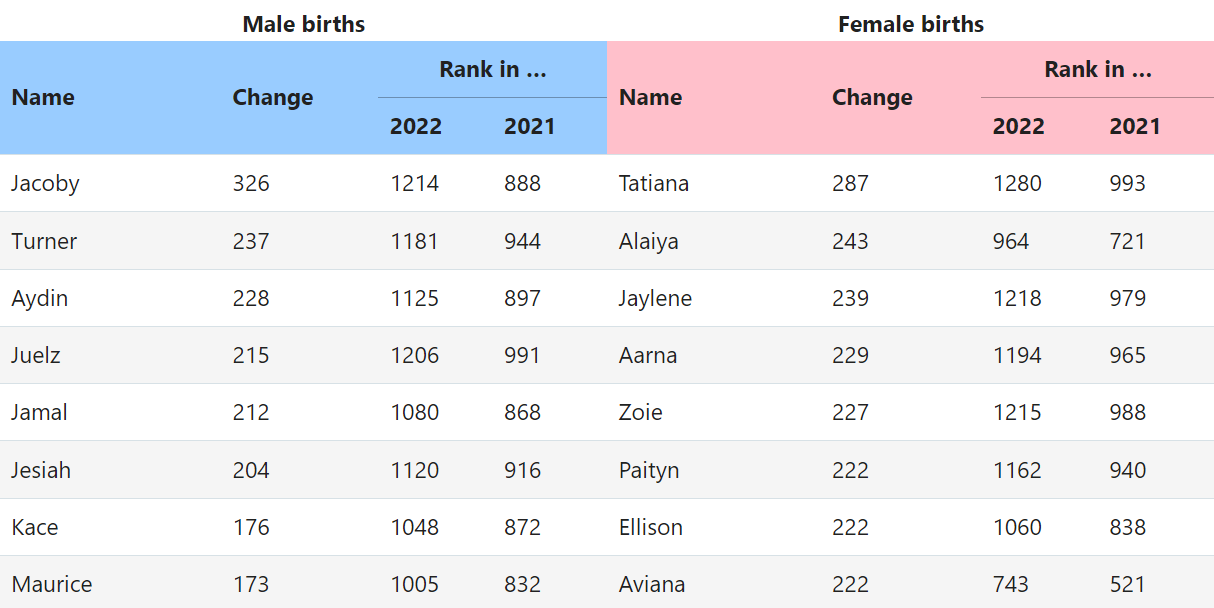 Male births Female births
Name Change Rank in ... Name Change Rank in ...
2022 2021 2022 2021
Jacoby 326 1214 888 Tatiana 287 1280 993
Turner 237 1181 944 Alaiya 243 964 721
Aydin 228 1125 897 Jaylene 239 1218 979
Juelz 215 1206 991 Aarna 229 1194 965
Jamal 212 1080 868 Zoie 227 1215 988
Jesiah 204 1120 916 Paityn 222 1162 940
Kace 176 1048 872 Ellison 222 1060 838
Maurice 173 1005 832 Aviana 222 743 521